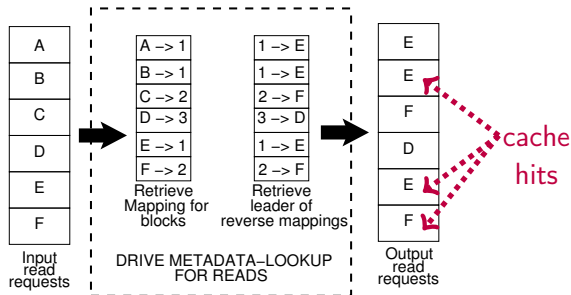 A
B
C
D
E
F
Input
read
requests
A −> 1
B −> 1
C −> 2
D −> 3
E −> 1
F −> 2
Retrieve
Mapping for
blocks
1 −> E
1 −> E
2 −> F
3 −> D
1 −> E
2 −> F
Retrieve
leader of
reverse mappings
DRIVE METADATA−LOOKUP
FOR READS
E
E
F
D
E
F
Output
read
requests
cache
hits